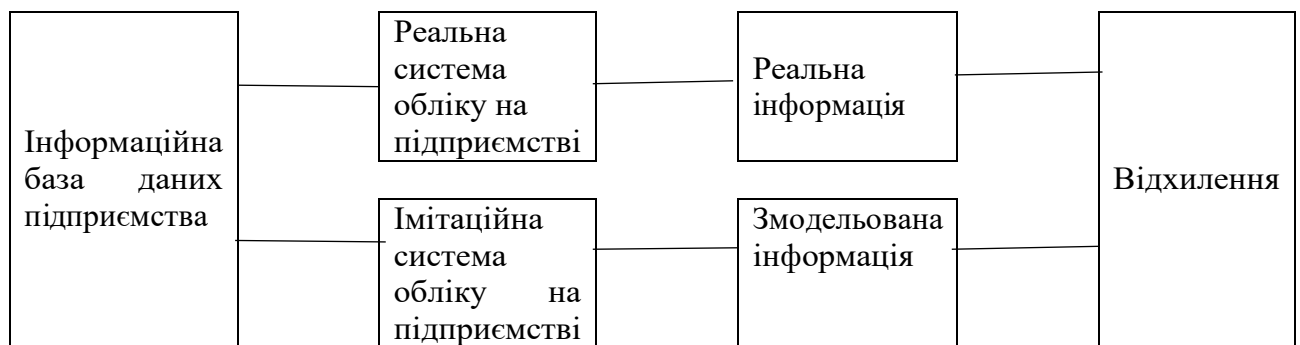 Інформаційна
база даних
підприємства
Реальна
система
обліку на
підприємстві
Реальна
інформація
Імітаційна
система
обліку на
підприємстві
Змодельована
інформація
Відхилення